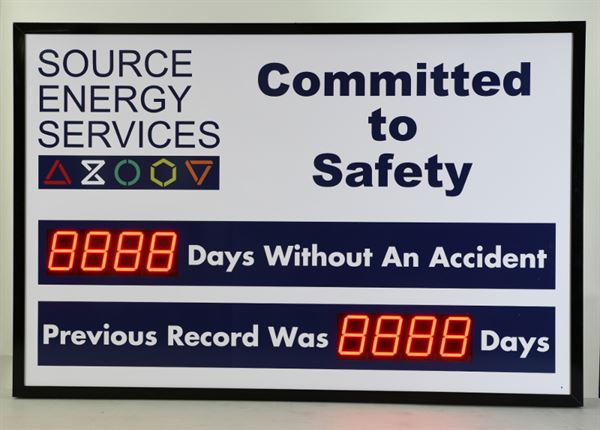 SOURCE
ENERGY
SERVICES
Committed
to
Safety
8888 Days Without An Accident
Previous Record Was 8888 Days